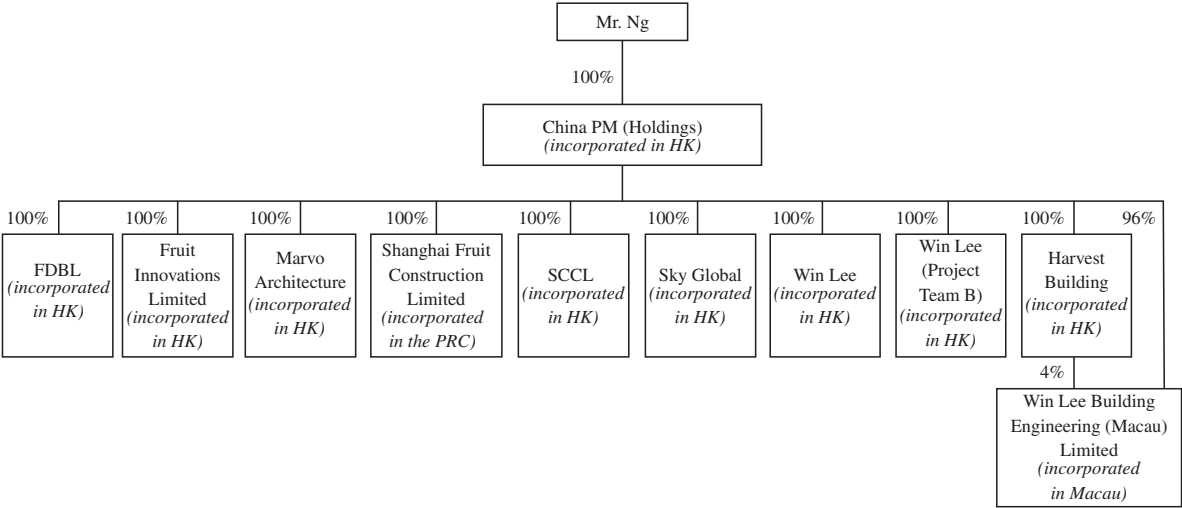 Mr. Ng
100%
China PM (Holdings)
(incorporated in HK)
100%
FDBL
(incorporated
in HK)
100%
Fruit
Innovations
Limited
(incorporated
in HK)
100%
Marvo
Architecture
(incorporated
in HK)
100%
Shanghai Fruit
Construction
Limited
(incorporated
in the PRC)
100%
SCCL
(incorporated
in HK)
100%
Sky Global
(incorporated
in HK)
100%
Win Lee
(incorporated
in HK)
100%
Win Lee
(Project
Team B)
(incorporated
in HK)
100%
Harvest
Building
(incorporated
in HK)
96%
4%
Win Lee Building
Engineering (Macau)
Limited
(incorporated
in Macau)